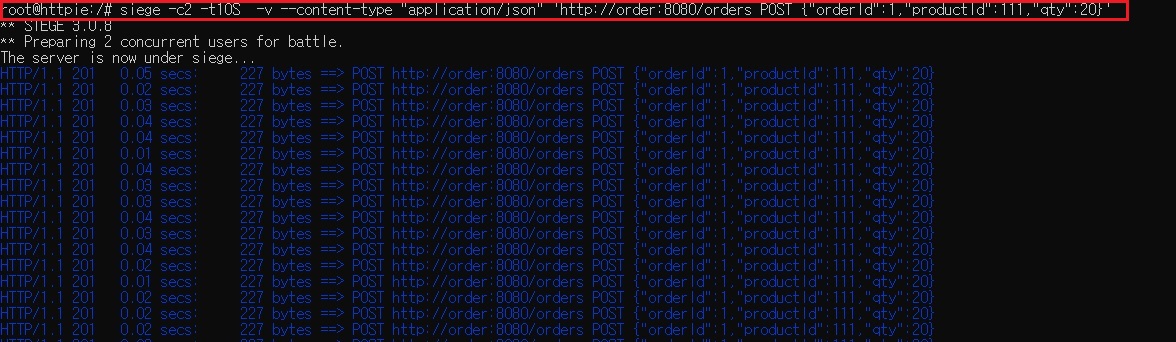 root@httpie:/# siege -c2 -t10S  -v --content-type "application/json" 'http://order:8080/orders POST {"orderId":1,"productId":111,"qty":20}'
** SIEGE 3.0.8
** Preparing 2 concurrent users for battle.
The server is now under siege...
HTTP/1.1 201   0.05 secs:     227 bytes ==> POST http://order:8080/orders POST {"orderId":1,"productId":111,"qty":20}
HTTP/1.1 201   0.02 secs:     227 bytes ==> POST http://order:8080/orders POST {"orderId":1,"productId":111,"qty":20}
HTTP/1.1 201   0.03 secs:     227 bytes ==> POST http://order:8080/orders POST {"orderId":1,"productId":111,"qty":20}
HTTP/1.1 201   0.04 secs:     227 bytes ==> POST http://order:8080/orders POST {"orderId":1,"productId":111,"qty":20}
HTTP/1.1 201   0.04 secs:     227 bytes ==> POST http://order:8080/orders POST {"orderId":1,"productId":111,"qty":20}
HTTP/1.1 201   0.01 secs:     227 bytes ==> POST http://order:8080/orders POST {"orderId":1,"productId":111,"qty":20}
HTTP/1.1 201   0.04 secs:     227 bytes ==> POST http://order:8080/orders POST {"orderId":1,"productId":111,"qty":20}
HTTP/1.1 201   0.03 secs:     227 bytes ==> POST http://order:8080/orders POST {"orderId":1,"productId":111,"qty":20}
HTTP/1.1 201   0.03 secs:     227 bytes ==> POST http://order:8080/orders POST {"orderId":1,"productId":111,"qty":20}
HTTP/1.1 201   0.04 secs:     227 bytes ==> POST http://order:8080/orders POST {"orderId":1,"productId":111,"qty":20}
HTTP/1.1 201   0.03 secs:     227 bytes ==> POST http://order:8080/orders POST {"orderId":1,"productId":111,"qty":20}
HTTP/1.1 201   0.04 secs:     227 bytes ==> POST http://order:8080/orders POST {"orderId":1,"productId":111,"qty":20}
HTTP/1.1 201   0.02 secs:     227 bytes ==> POST http://order:8080/orders POST {"orderId":1,"productId":111,"qty":20}
HTTP/1.1 201   0.01 secs:     227 bytes ==> POST http://order:8080/orders POST {"orderId":1,"productId":111,"qty":20}
HTTP/1.1 201   0.02 secs:     227 bytes ==> POST http://order:8080/orders POST {"orderId":1,"productId":111,"qty":20}
HTTP/1.1 201   0.02 secs:     227 bytes ==> POST http://order:8080/orders POST {"orderId":1,"productId":111,"qty":20}
HTTP/1.1 201   0.02 secs:     227 bytes ==> POST http://order:8080/orders POST {"orderId":1,"productId":111,"qty":20}